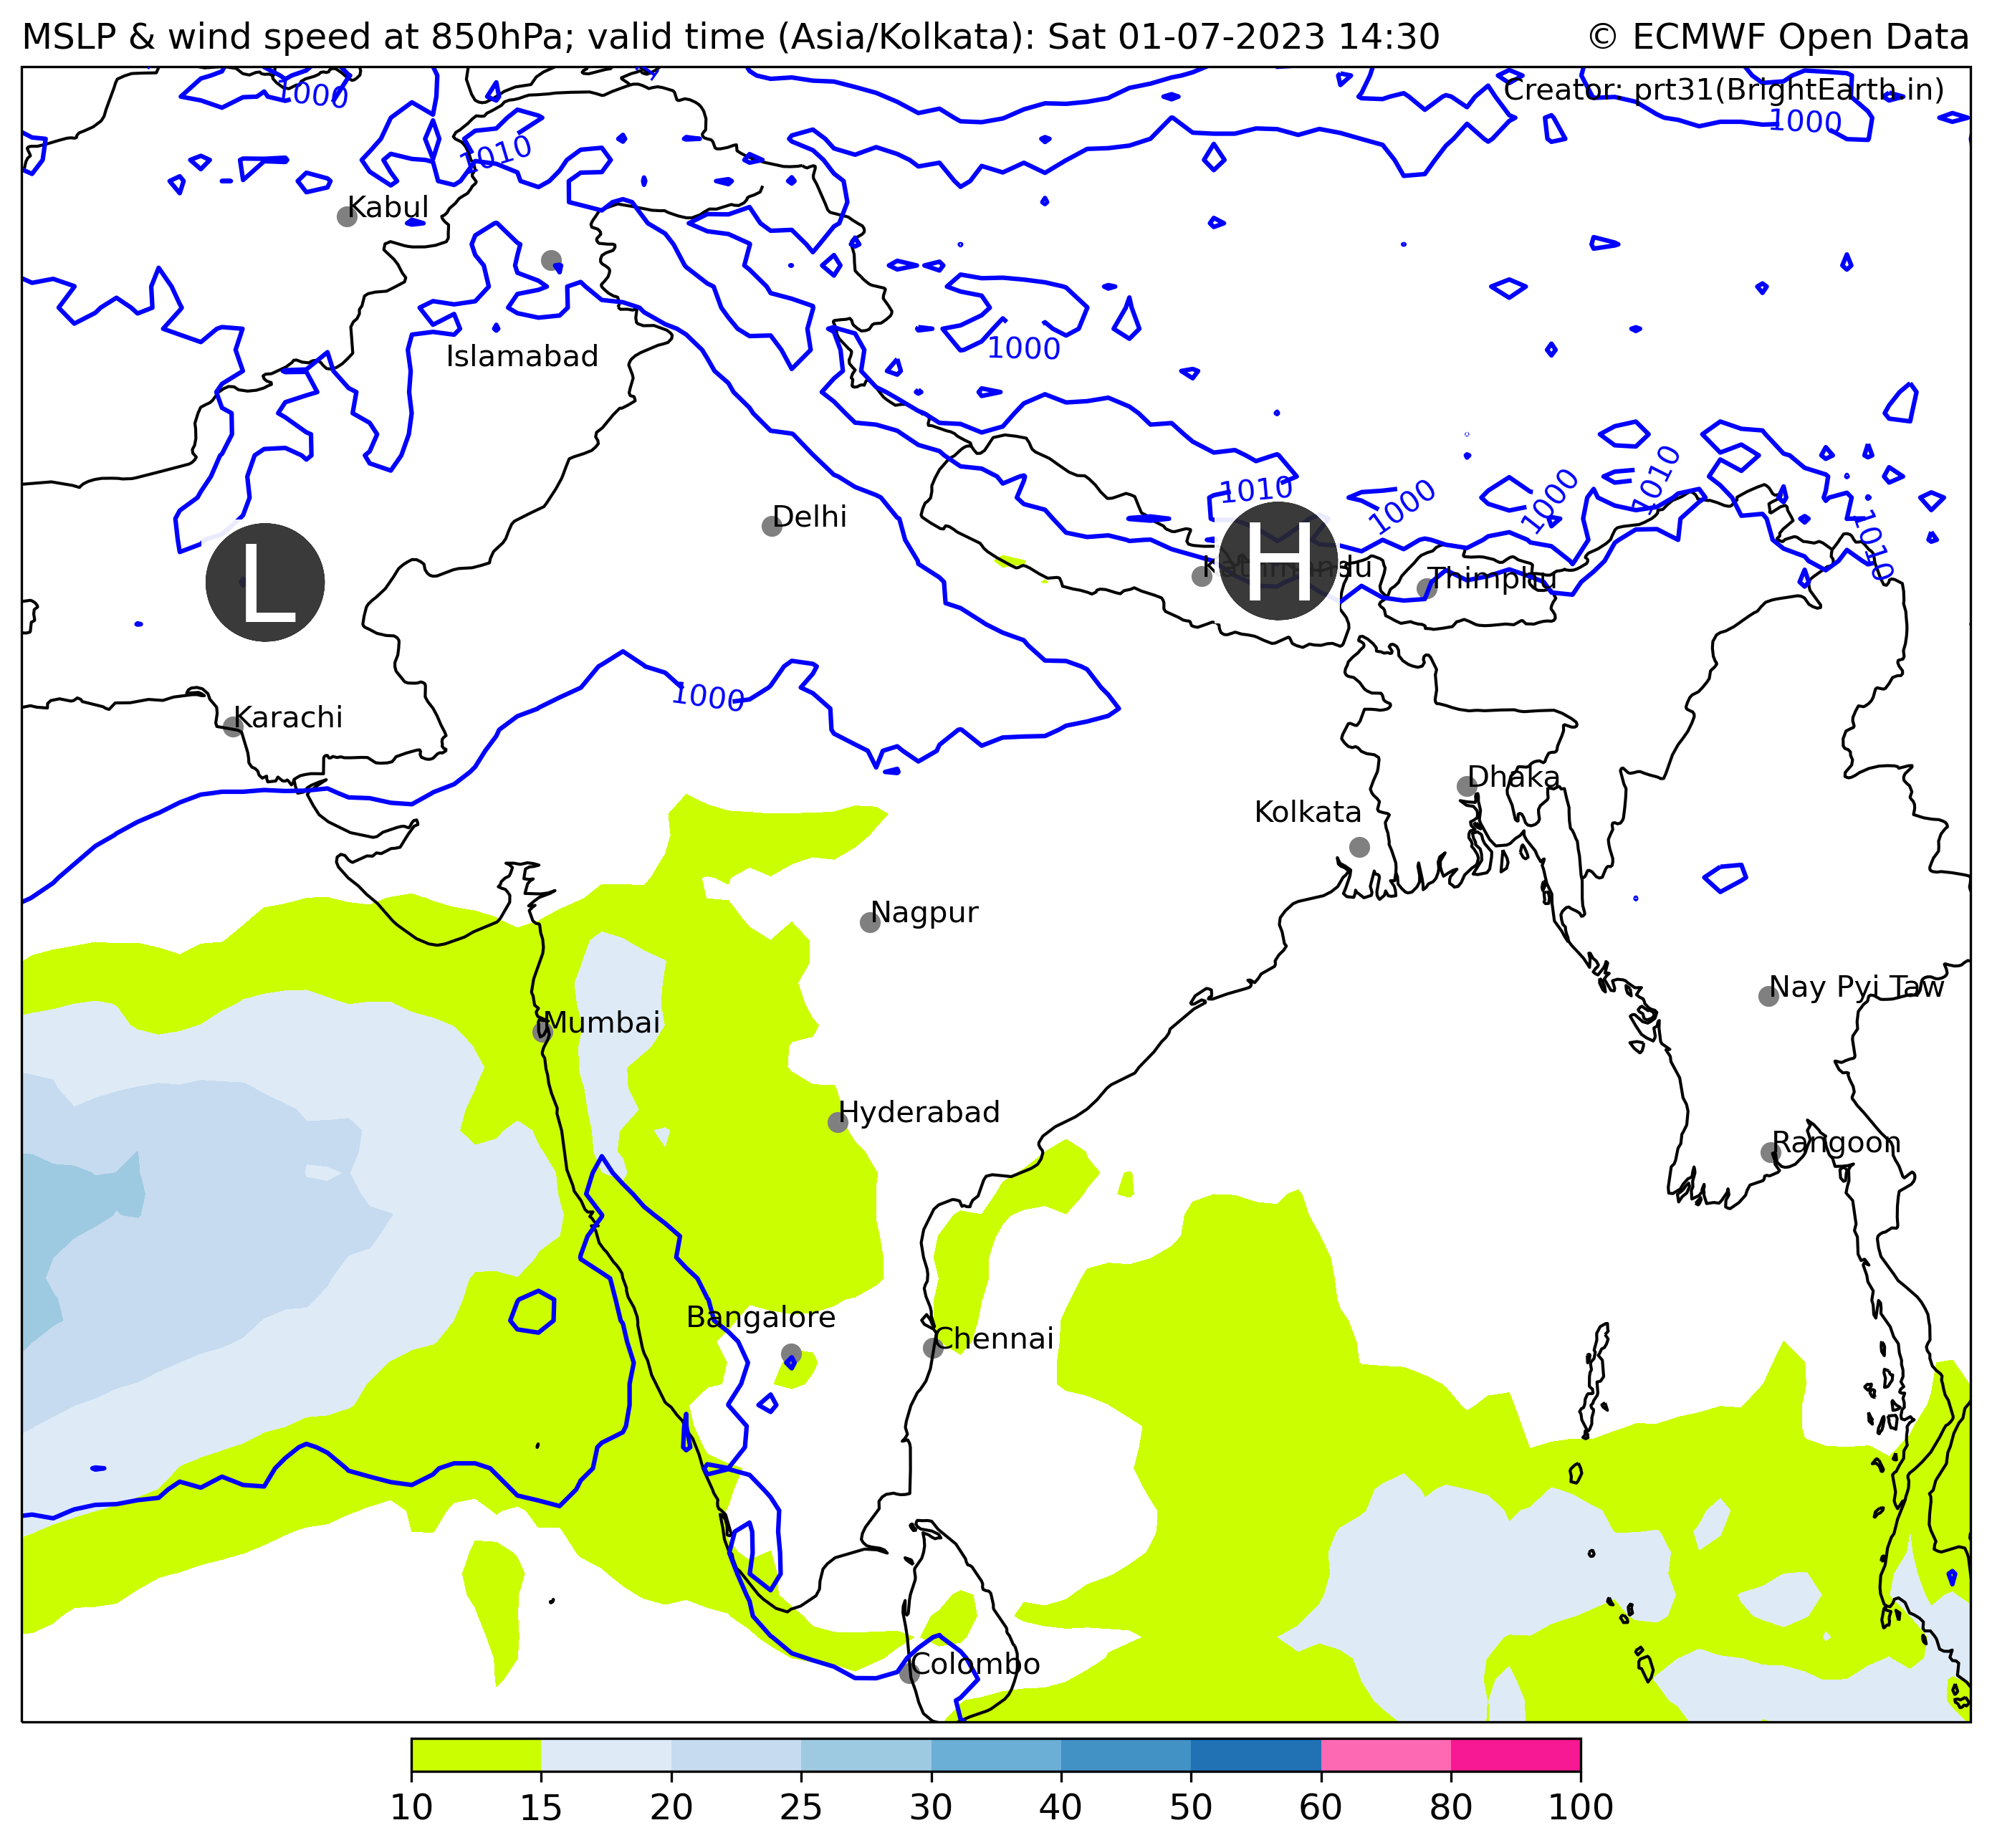 MSLP & wind speed at 850hPa; valid time (Asia/Kolkata): Sat 01-07-2023 14:30
© ECMWF Open Data
Creator: prt31(BrightEarth.in)
1000
1000
1010
Kabul
1000
Islamabad
1010
1000
1000
1010
1010
Delhi
L
H
Thimphu
1000
Karachi
Dhaka
Kolkata
Nagpur
Nay Pyi Taw
Mumbai
Hyderabad
Rangoon
Bangalore
Chennai
Colombo
10 15 20 25 30 40 50 60 80 100